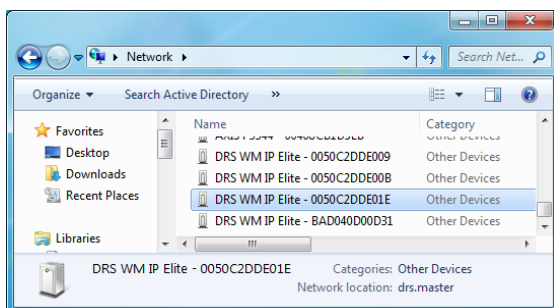 Network
Search Net...
Organize
Search Active Directory
»
Favorites
Desktop
Downloads
Recent Places
Libraries
Name
Category
Other Devices
DRS WM IP Elite - 0050C2DDE009
Other Devices
DRS WM IP Elite - 0050C2DDE00B
Other Devices
DRS WM IP Elite - 0050C2DDE01E
Other Devices
DRS WM IP Elite - BAD040D00D31
Other Devices
DRS WM IP Elite - 0050C2DDE01E
Categories: Other Devices
Network location: drs.master